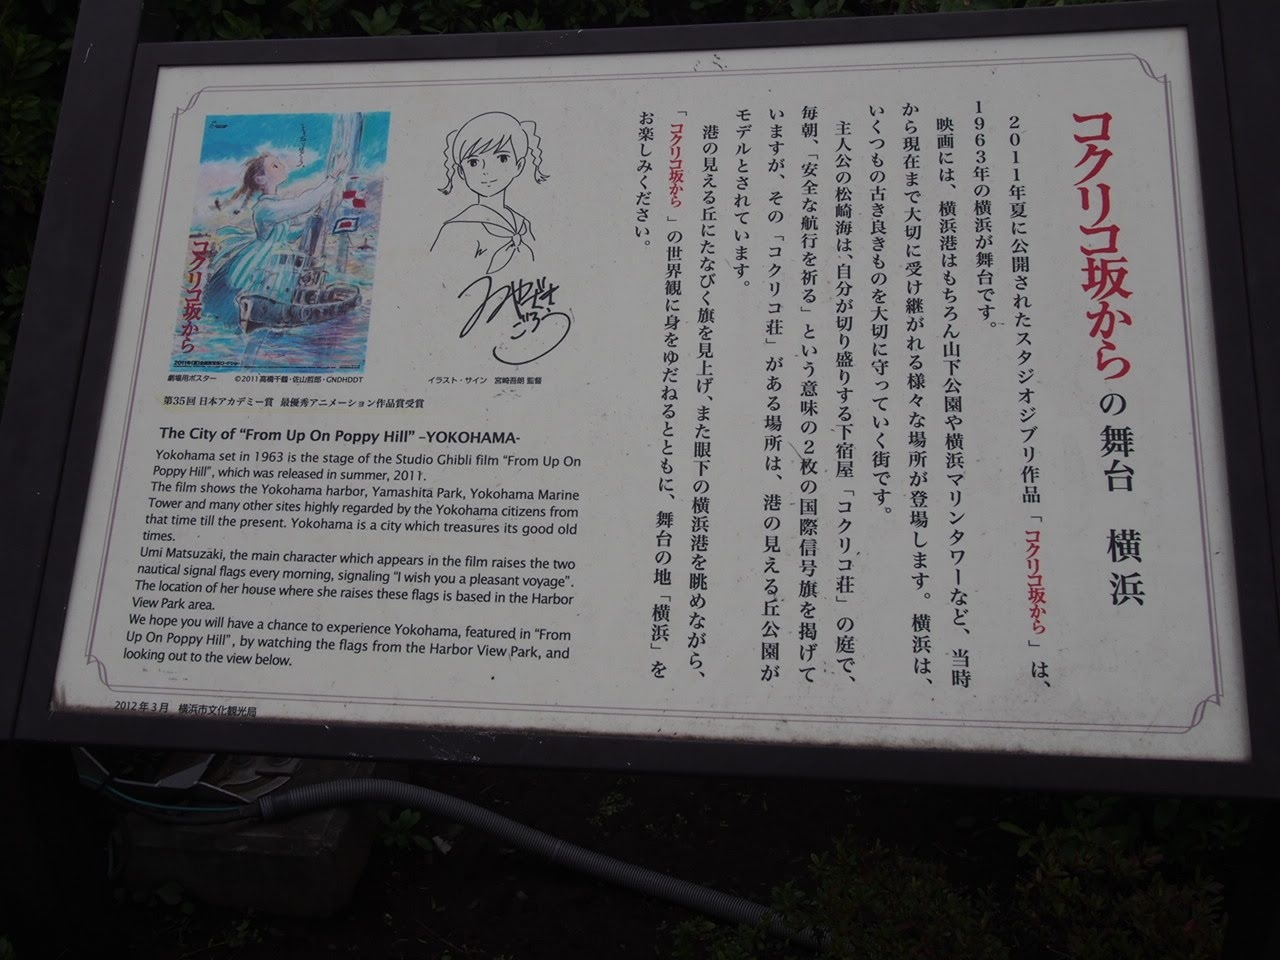 コクリコ坂からの舞台 横浜
2011年夏に公開されたスタジオジブリ作品「コクリコ坂から」は、
1963年の横浜が舞台です。
映画には、横浜港はもちろん山下公園や横浜マリンタワーなど、当時
から現在まで大切に受け継がれる様々な場所が登場します。横浜は、
いくつもの古き良きものを大切に守っていく街です。
主人公の松崎海は、自分が切り盛りする下宿屋「コクリコ荘」の庭で、
毎朝、「安全な航行を祈る」という意味の2枚の国際信号旗を掲げて
いますが、その「コクリコ荘」がある場所は、港の見える丘公園が
モデルとされています。
港の見える丘にたなびく旗を見上げ、また眼下の横浜港を眺めながら、
「コクリコ坂から」の世界観に身をゆだねるとともに、舞台の地「横浜」を
お楽しみください。
コクリコ坂から
劇場用ポスター ©2011 高橋千鶴・佐山哲郎・GNDHDDT
イラスト・サイン 宮崎吾朗 監督
第35回 日本アカデミー賞 最優秀アニメーション作品賞受賞
The City of "From Up On Poppy Hill" –YOKOHAMA-
Yokohama set in 1963 is the stage of the Studio Ghibli film "From Up On
Poppy Hill", which was released in summer, 2011.
The film shows the Yokohama harbor, Yamashita Park, Yokohama Marine
Tower and many other sites highly regarded by the Yokohama citizens from
that time till the present. Yokohama is a city which treasures its good old
times.
Umi Matsuzaki, the main character which appears in the film raises the two
nautical signal flags every morning, signaling "I wish you a pleasant voyage".
The location of her house where she raises these flags is based in the Harbor
View Park area.
We hope you will have a chance to experience Yokohama, featured in "From
Up On Poppy Hill", by watching the flags from the Harbor View Park, and
looking out to the view below.
2012年3月 横浜市文化観光局